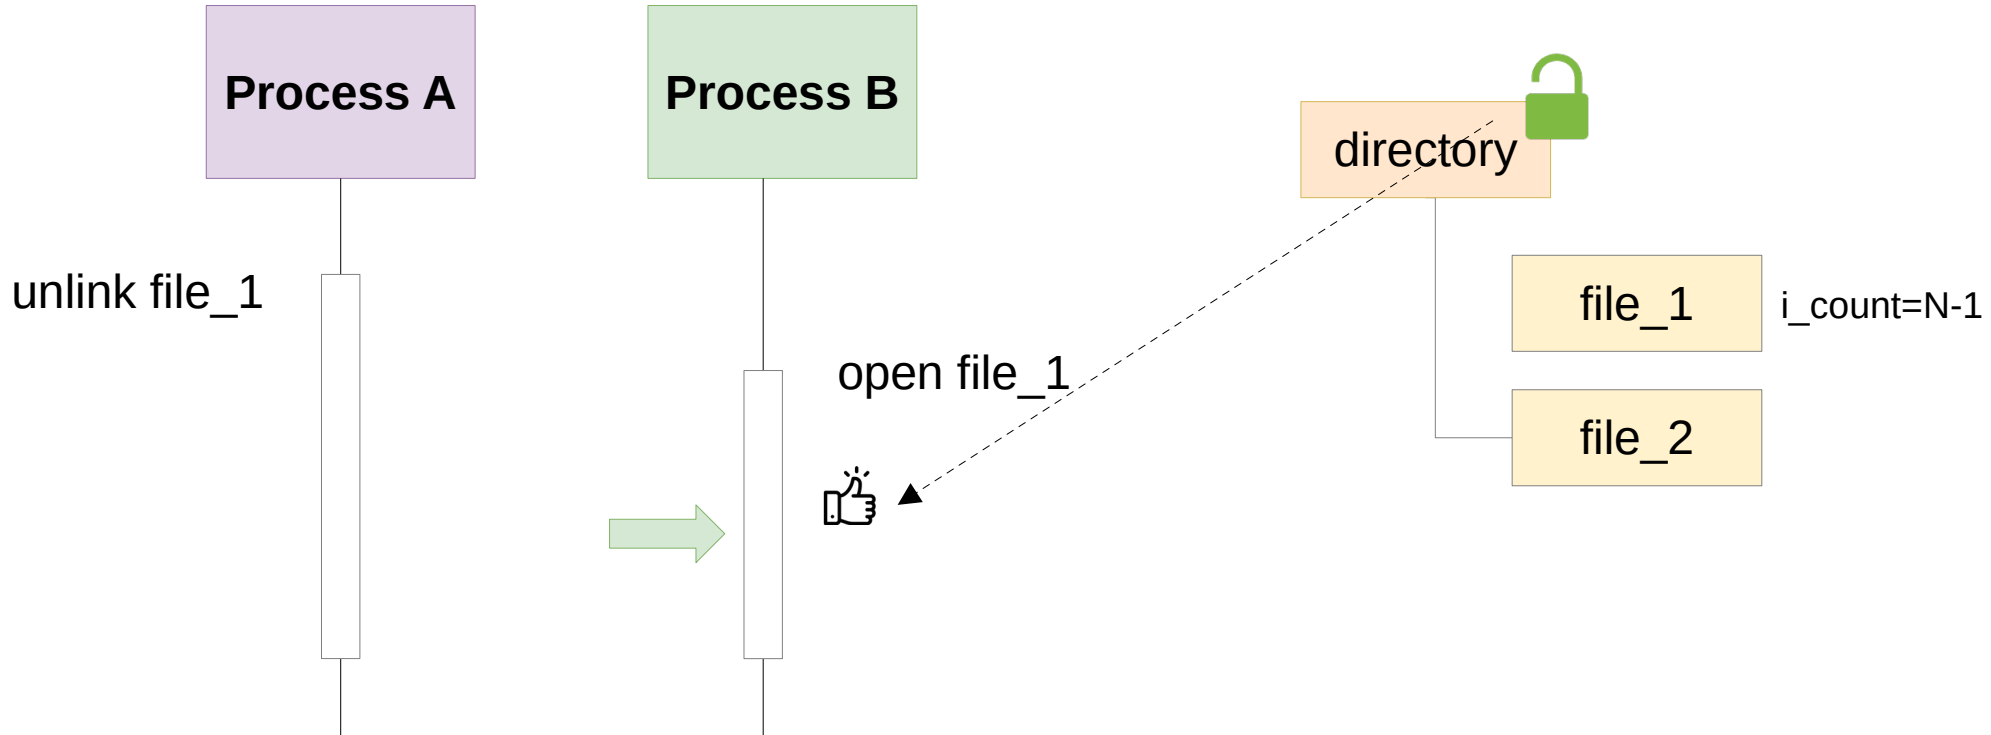 Process A
Process B
directory
unlink file_1
file_1
i_count=N-1
open file_1
file_2